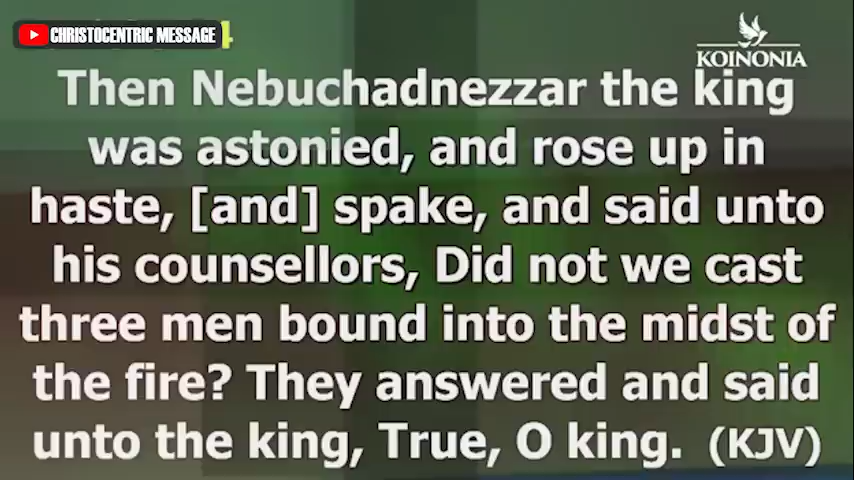 CHRISTOCENTRIC MESSAGE
KOINONIA
Then Nebuchadnezzar the king
was astonied, and rose up in
haste, [and] spake, and said unto
his counsellors, Did not we cast
three men bound into the midst of
the fire? They answered and said
unto the king, True, O king. (KJV)